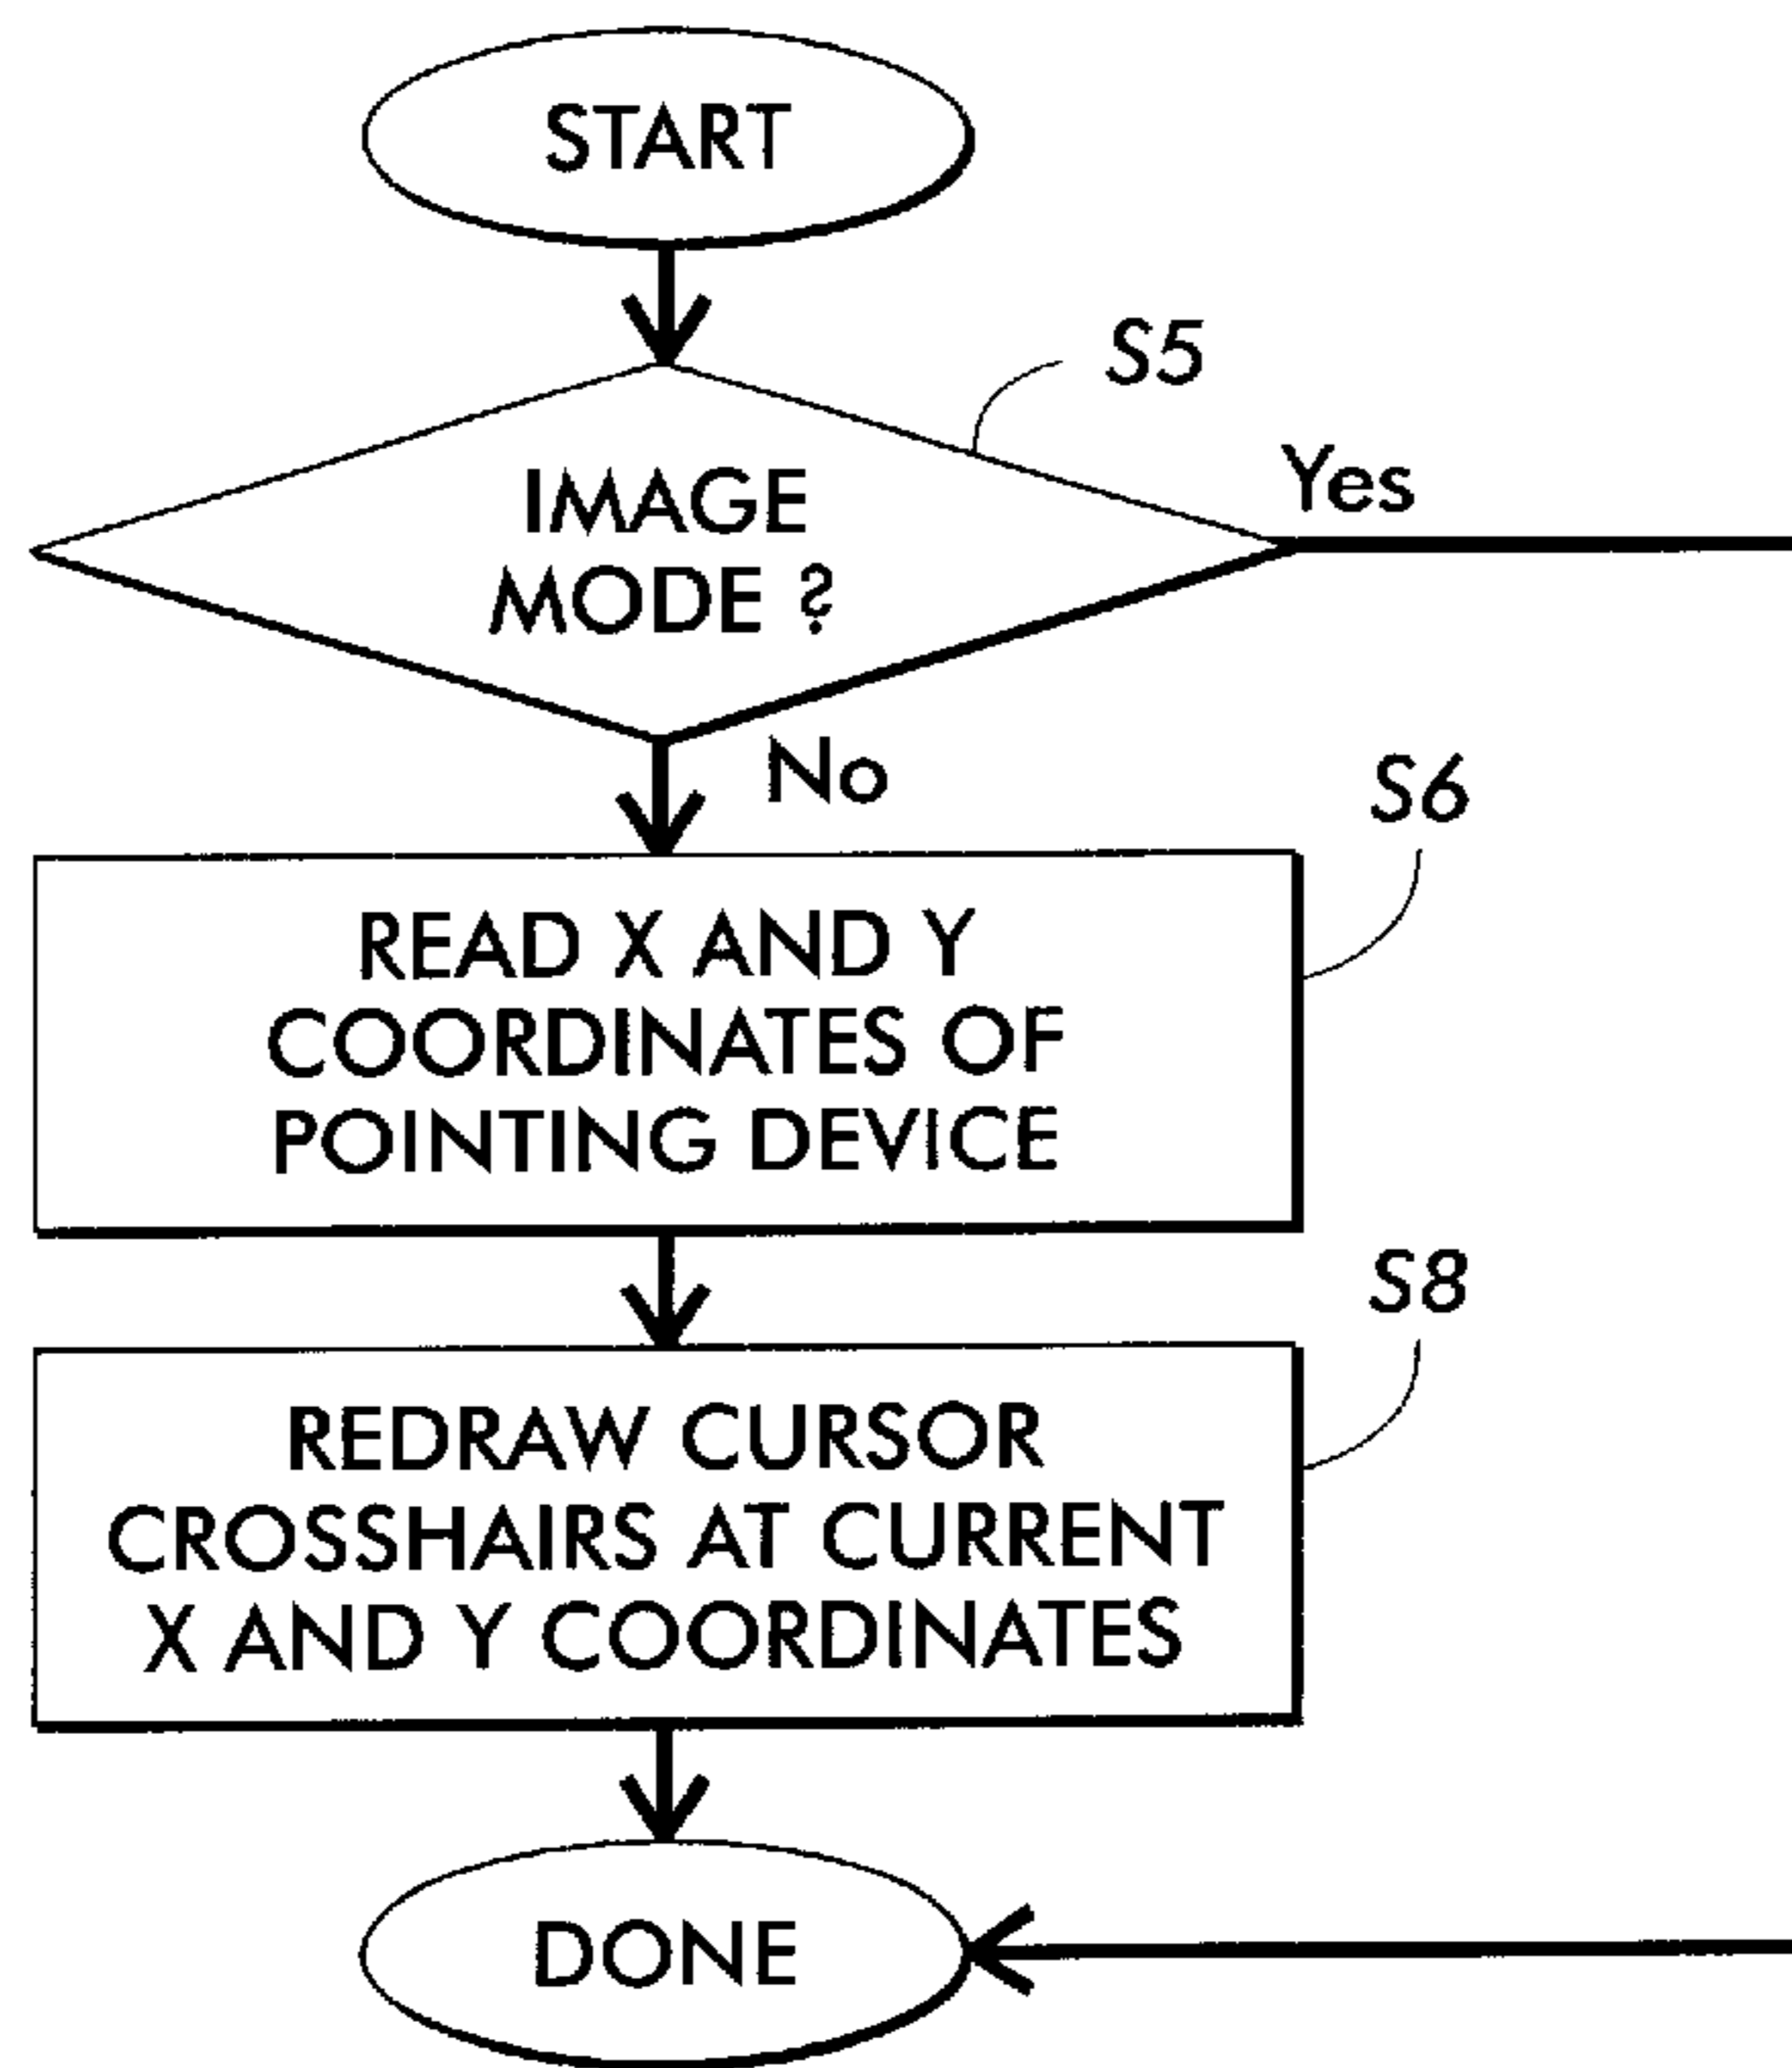 START
S5
Yes
IMAGE
MODE ?
No
S6
READ X AND Y
COORDINATES OF
POINTING DEVICE
S8
REDRAW CURSOR
CROSSHAIRS AT CURRENT
X AND Y COORDINATES
DONE